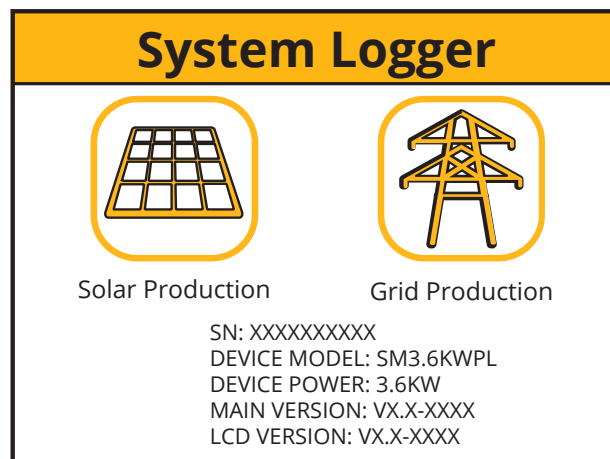 System Logger
Solar Production
Grid Production
SN: XXXXXXXXXX
DEVICE MODEL: SM3.6KWPL
DEVICE POWER: 3.6KW
MAIN VERSION: VX.X-XXXX
LCD VERSION: VX.X-XXXX